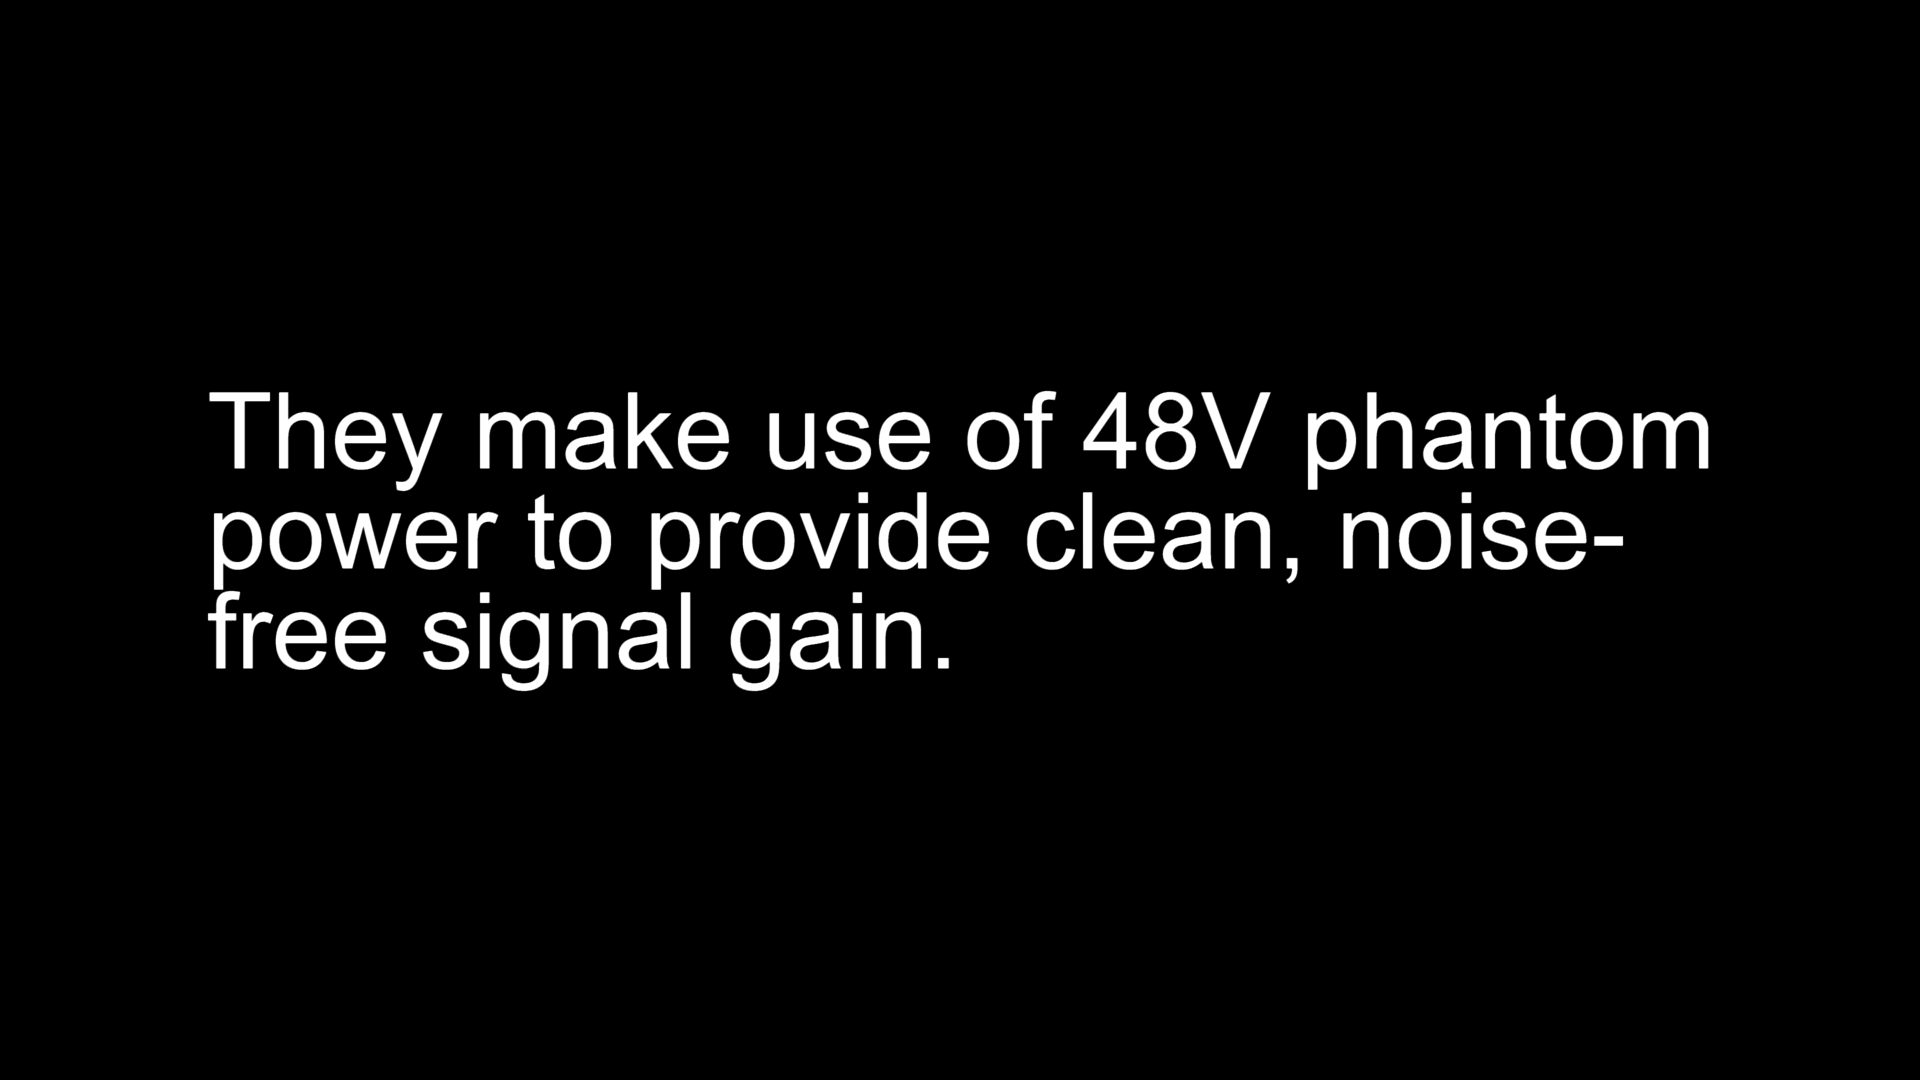 They make use of 48V phantom
power to provide clean, noise-
free signal gain.